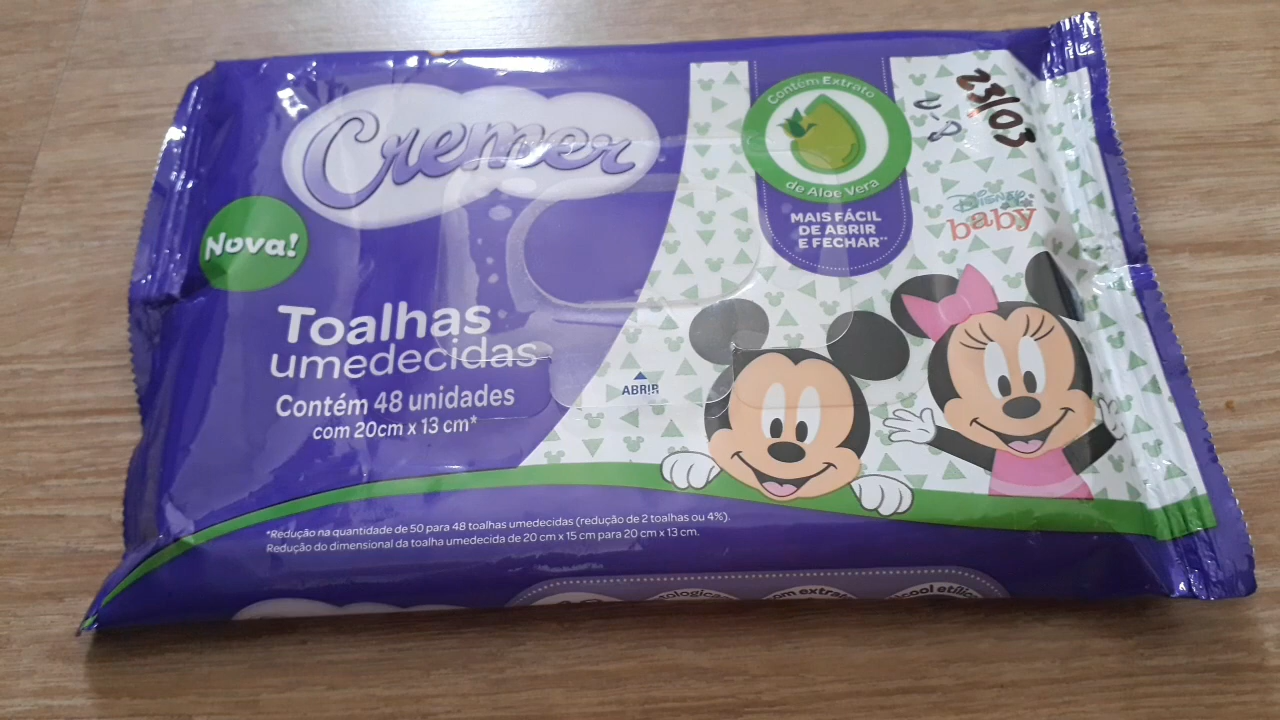 Cremer
Nova!
Toalhas
umedecidas
Contém 48 unidades
com 20cm x 13 cm*
Contém Extrato
de Aloe Vera
MAIS FÁCIL
DE ABRIR
E FECHAR**
23/03
U-8
Disney
baby
ABRIR
*Redução na quantidade de 50 para 48 toalhas umedecidas (redução de 2 toalhas ou 4%).
Redução do dimensional da toalha umedecida de 20 cm x 15 cm para 20 cm x 13 cm.